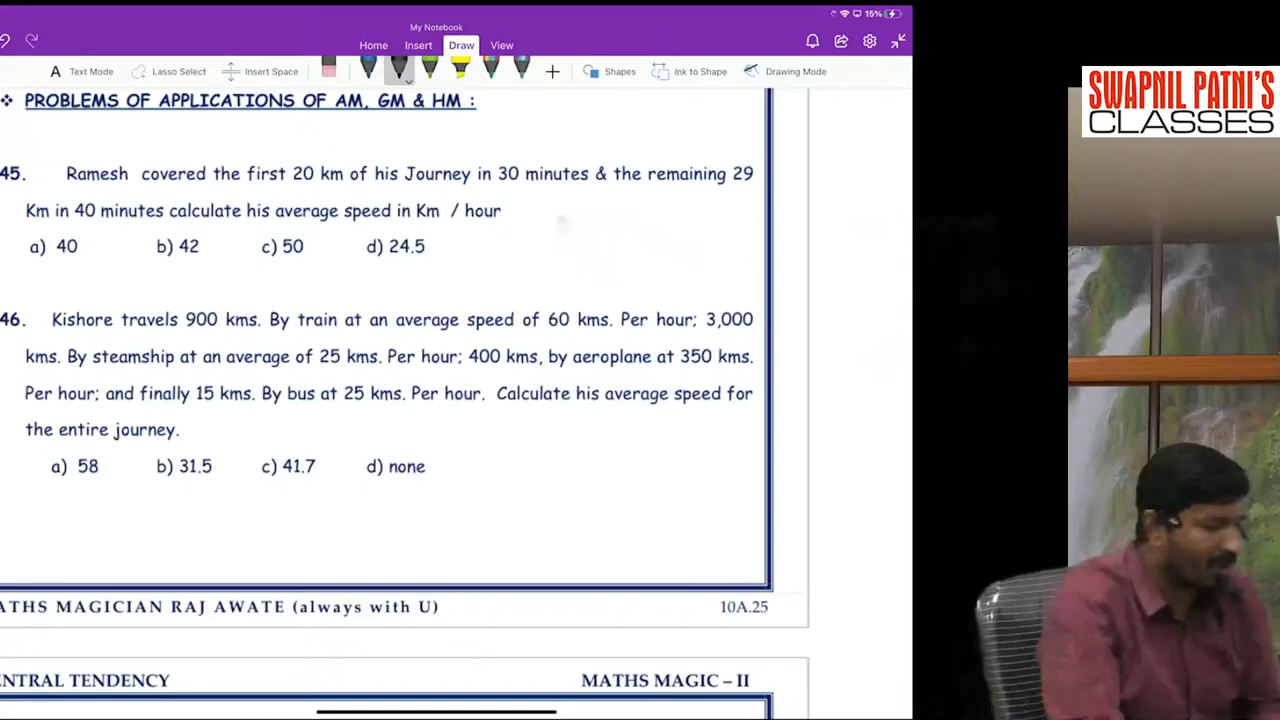 15%
My Notebook
Home Insert Draw View
A Text Mode Lasso Select Insert Space + Shapes Ink to Shape Drawing Mode
SWAPNIL PATNI'S
CLASSES
❖ PROBLEMS OF APPLICATIONS OF AM, GM & HM :
45. Ramesh covered the first 20 km of his Journey in 30 minutes & the remaining 29
Km in 40 minutes calculate his average speed in Km / hour
a) 40 b) 42 c) 50 d) 24.5
46. Kishore travels 900 kms. By train at an average speed of 60 kms. Per hour; 3,000
kms. By steamship at an average of 25 kms. Per hour; 400 kms, by aeroplane at 350 kms.
Per hour; and finally 15 kms. By bus at 25 kms. Per hour. Calculate his average speed for
the entire journey.
a) 58 b) 31.5 c) 41.7 d) none
ATHS MAGICIAN RAJ AWATE (always with U) 10A.25
ENTRAL TENDENCY MATHS MAGIC – II